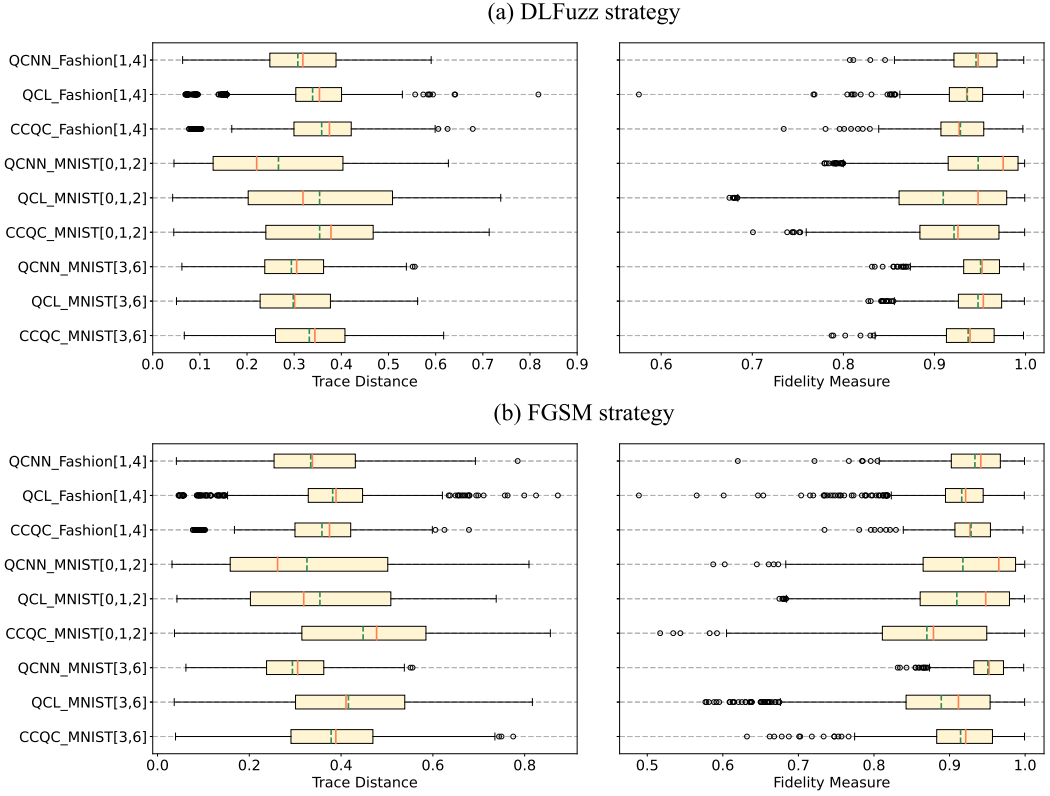 (a) DLFuzz strategy
QCNN_Fashion[1,4]
QCL_Fashion[1,4]
CCQC_Fashion[1,4]
QCNN_MNIST[0,1,2]
QCL_MNIST[0,1,2]
CCQC_MNIST[0,1,2]
QCNN_MNIST[3,6]
QCL_MNIST[3,6]
CCQC_MNIST[3,6]
0.0 0.1 0.2 0.3 0.4 0.5 0.6 0.7 0.8 0.9
Trace Distance
0.6 0.7 0.8 0.9 1.0
Fidelity Measure
(b) FGSM strategy
QCNN_Fashion[1,4]
QCL_Fashion[1,4]
CCQC_Fashion[1,4]
QCNN_MNIST[0,1,2]
QCL_MNIST[0,1,2]
CCQC_MNIST[0,1,2]
QCNN_MNIST[3,6]
QCL_MNIST[3,6]
CCQC_MNIST[3,6]
0.0 0.2 0.4 0.6 0.8
Trace Distance
0.5 0.6 0.7 0.8 0.9 1.0
Fidelity Measure